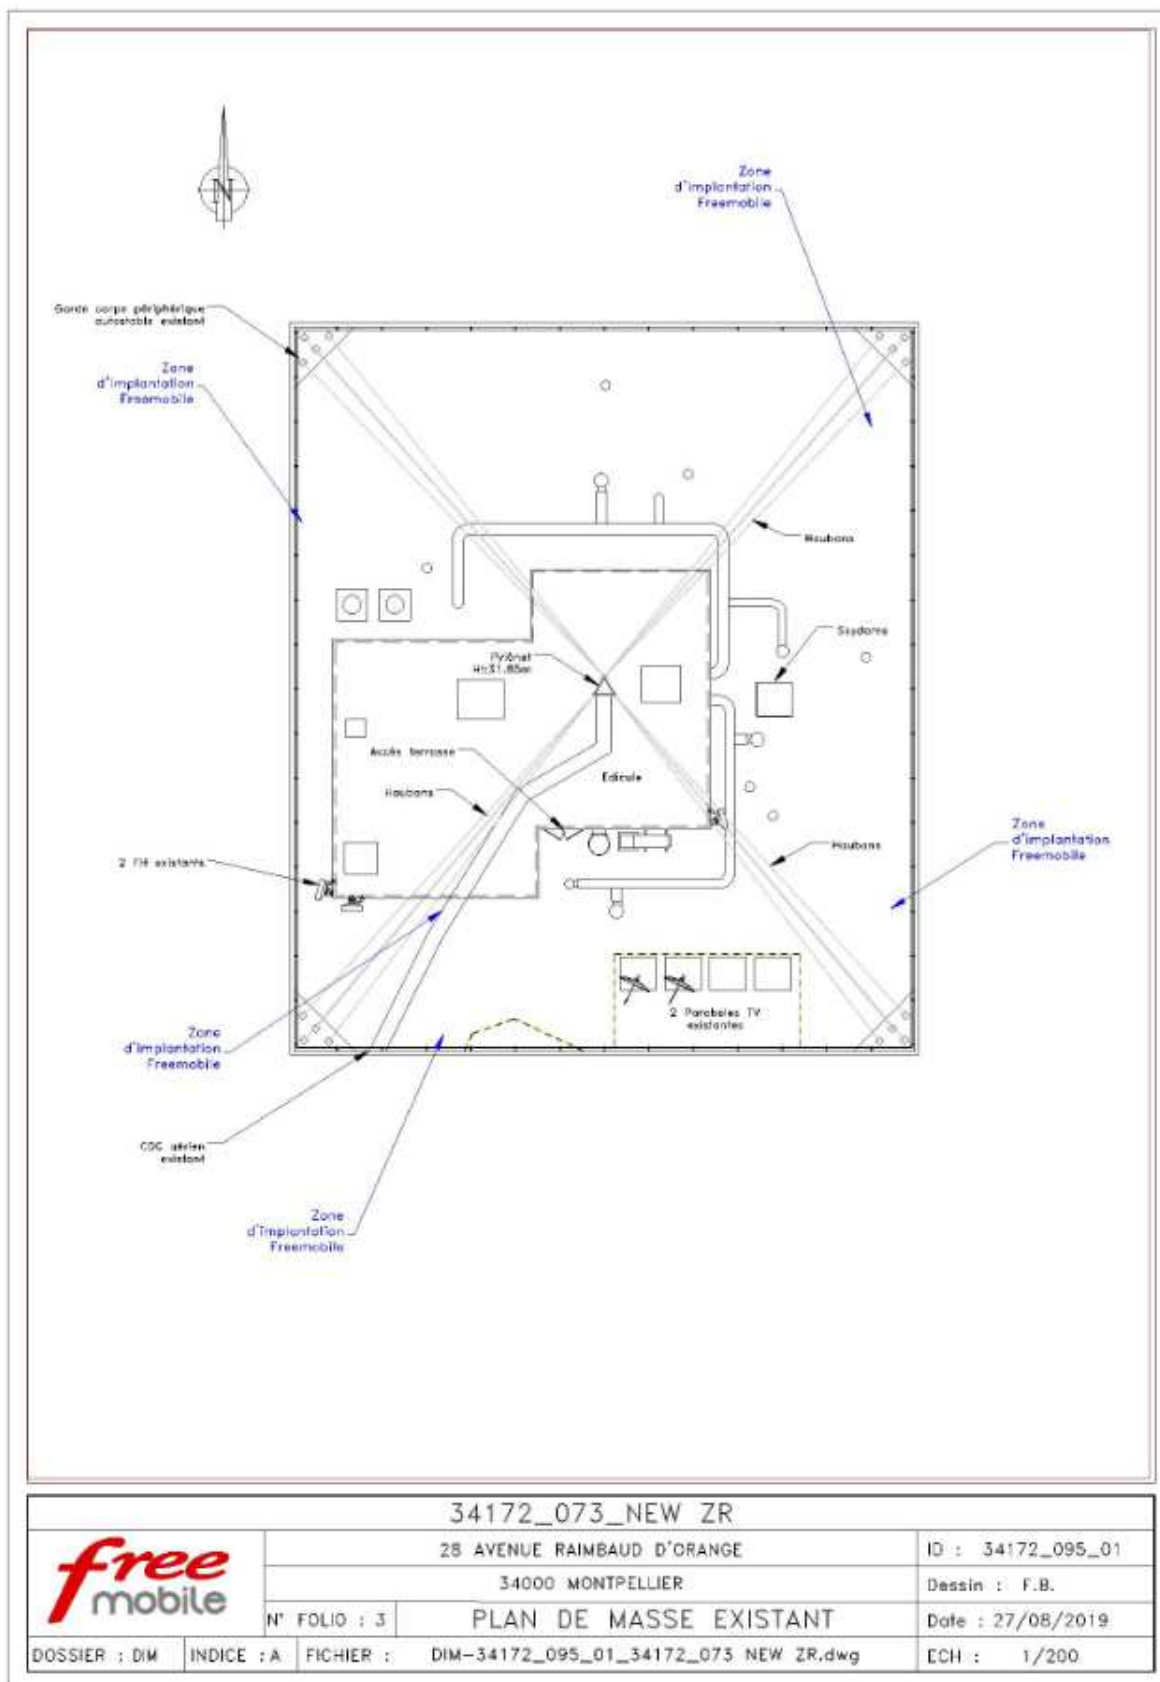 N
Zone
d'implantation
Freemobile
Garde corps périphérique
autostable existant
Zone
d'implantation
Freemobile
Haubans
Skydome
Pylônet
Ht:31.85m
Accès terrasse
Edicule
Haubans
Zone
d'implantation
Freemobile
Haubans
2 FH existants
2 Paraboles TV
existantes
Zone
d'implantation
Freemobile
CDC aérien
existant
Zone
d'implantation
Freemobile
34172_073_NEW ZR
free
mobile
28 AVENUE RAIMBAUD D'ORANGE
ID : 34172_095_01
34000 MONTPELLIER
Dessin : F.B.
N° FOLIO : 3
PLAN DE MASSE EXISTANT
Date : 27/08/2019
DOSSIER : DIM
INDICE : A
FICHIER : DIM-34172_095_01_34172_073 NEW ZR.dwg
ECH : 1/200